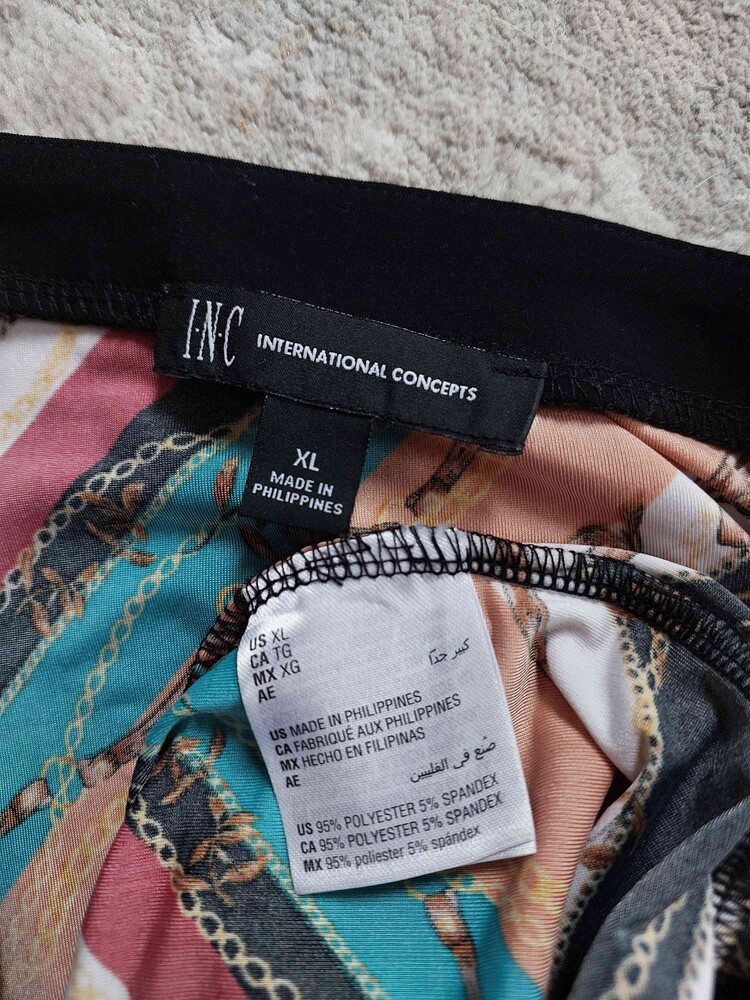 I·N·C INTERNATIONAL CONCEPTS
XL
MADE IN
PHILIPPINES
US XL
CA TG
MX XG
AE كبير جدًا
US MADE IN PHILIPPINES
CA FABRIQUÉ AUX PHILIPPINES
MX HECHO EN FILIPINAS
AE صنع في الفلبين
US 95% POLYESTER 5% SPANDEX
CA 95% POLYESTER 5% SPANDEX
MX 95% poliester 5% spándex